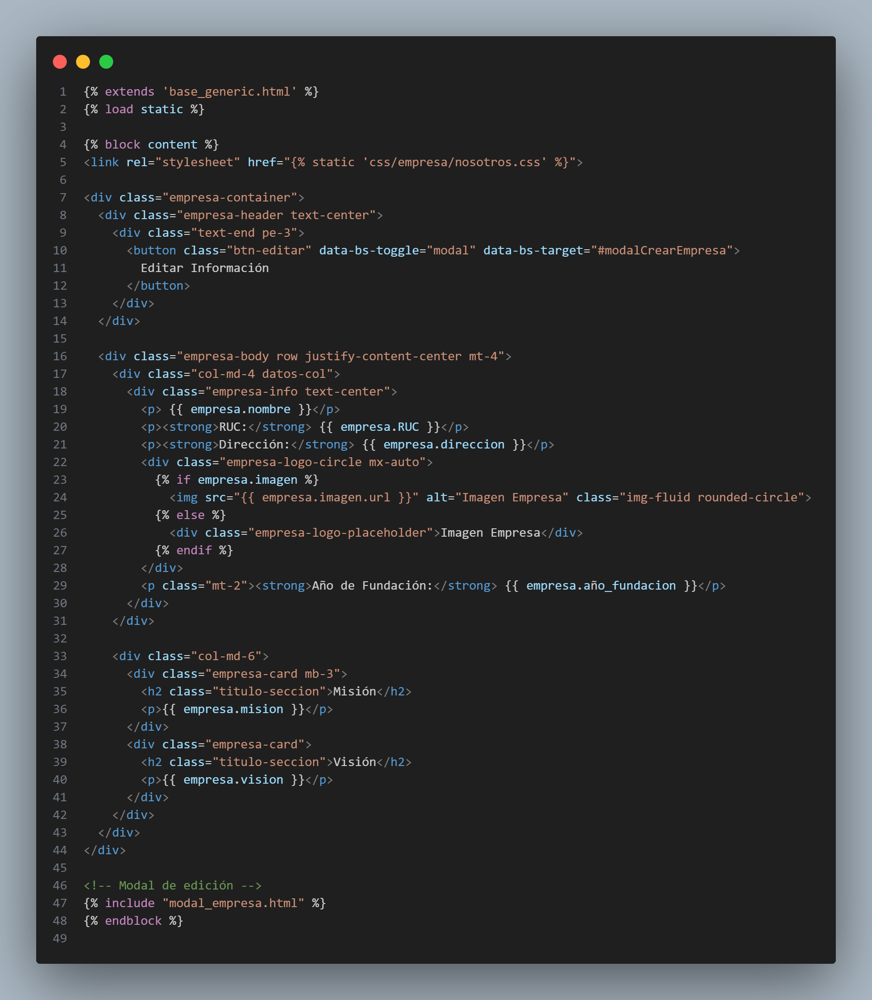 1 {% extends 'base_generic.html' %}
2 {% load static %}
3
4 {% block content %}
5 <link rel="stylesheet" href="{% static 'css/empresa/nosotros.css' %}">
6
7 <div class="empresa-container">
8   <div class="empresa-header text-center">
9     <div class="text-end pe-3">
10       <button class="btn-editar" data-bs-toggle="modal" data-bs-target="#modalCrearEmpresa">
11         Editar Información
12       </button>
13     </div>
14   </div>
15
16   <div class="empresa-body row justify-content-center mt-4">
17     <div class="col-md-4 datos-col">
18       <div class="empresa-info text-center">
19         <p> {{ empresa.nombre }}</p>
20         <p><strong>RUC:</strong> {{ empresa.RUC }}</p>
21         <p><strong>Dirección:</strong> {{ empresa.direccion }}</p>
22         <div class="empresa-logo-circle mx-auto">
23           {% if empresa.imagen %}
24             <img src="{{ empresa.imagen.url }}" alt="Imagen Empresa" class="img-fluid rounded-circle">
25           {% else %}
26             <div class="empresa-logo-placeholder">Imagen Empresa</div>
27           {% endif %}
28         </div>
29         <p class="mt-2"><strong>Año de Fundación:</strong> {{ empresa.año_fundacion }}</p>
30       </div>
31     </div>
32
33     <div class="col-md-6">
34       <div class="empresa-card mb-3">
35         <h2 class="titulo-seccion">Misión</h2>
36         <p>{{ empresa.mision }}</p>
37       </div>
38       <div class="empresa-card">
39         <h2 class="titulo-seccion">Visión</h2>
40         <p>{{ empresa.vision }}</p>
41       </div>
42     </div>
43   </div>
44 </div>
45
46 <!-- Modal de edición -->
47 {% include "modal_empresa.html" %}
48 {% endblock %}
49